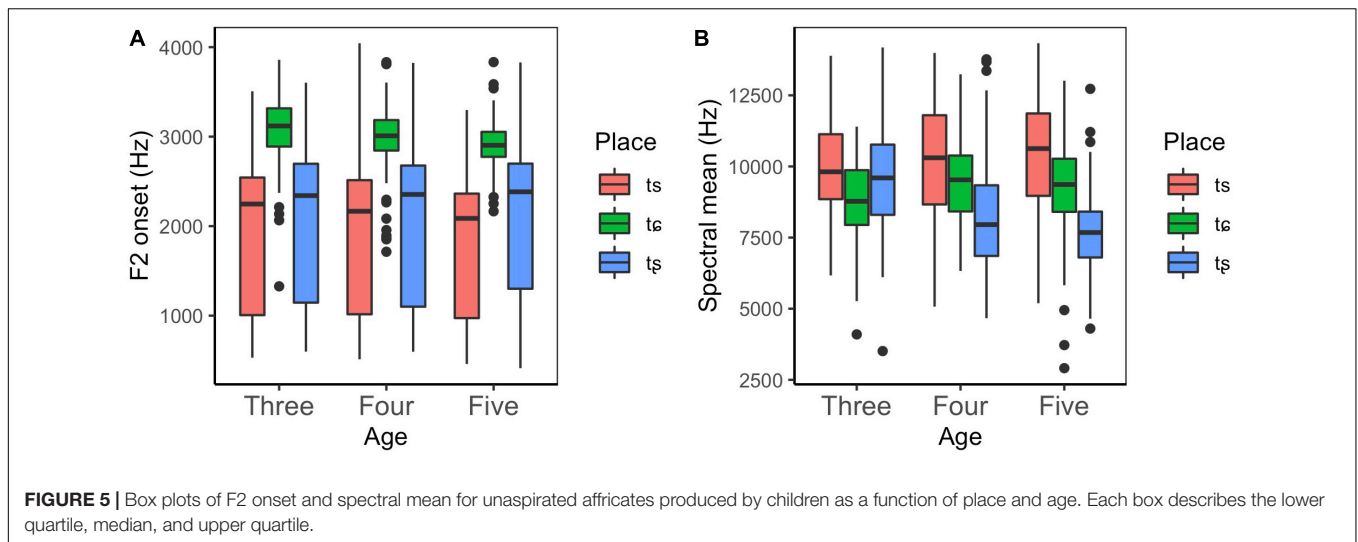 A
4000
3000
2000
1000
F2 onset (Hz)
Three Four Five
Age
Place
ts
tɕ
tʂ
B
12500
10000
7500
5000
2500
Spectral mean (Hz)
Three Four Five
Age
Place
ts
tɕ
tʂ
FIGURE 5 | Box plots of F2 onset and spectral mean for unaspirated affricates produced by children as a function of place and age. Each box describes the lower
quartile, median, and upper quartile.